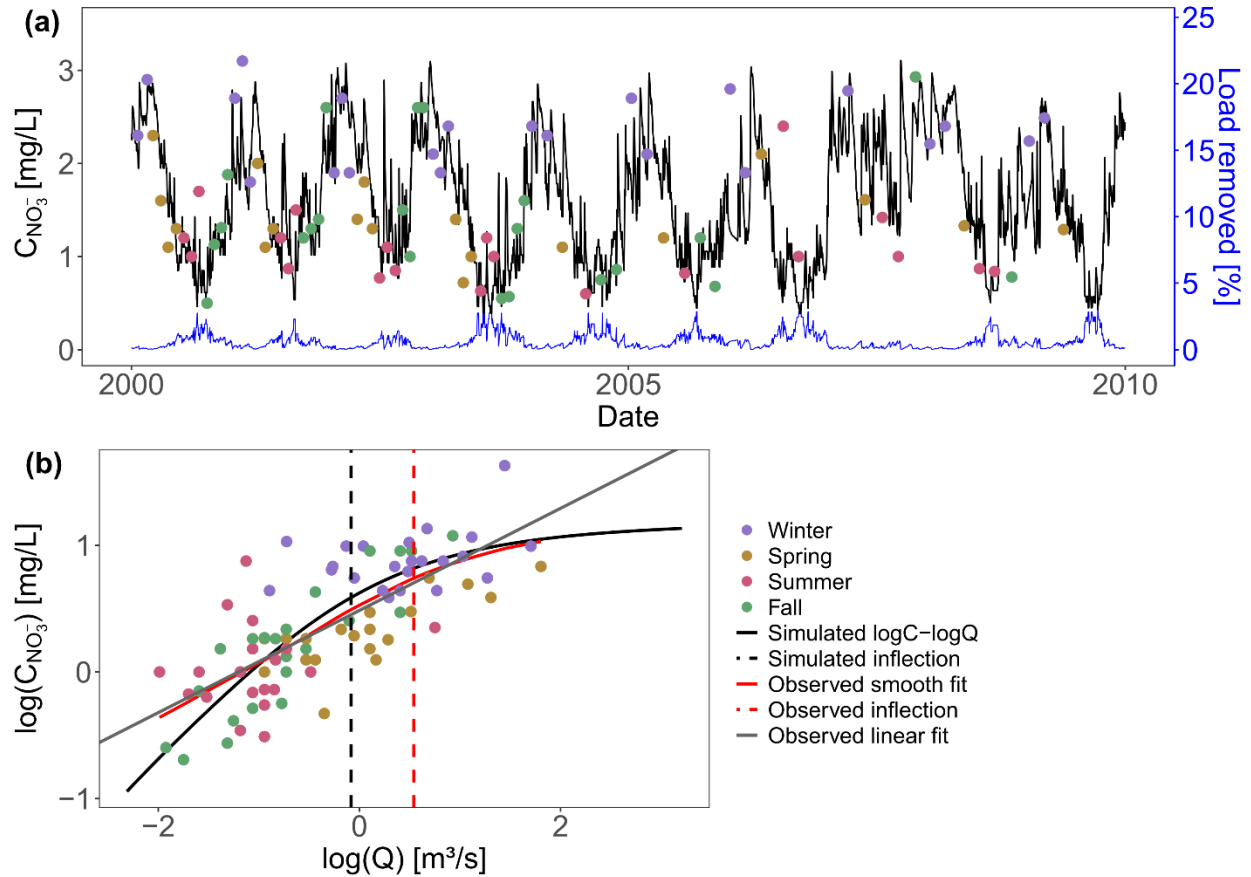 (a)
C_NO₃⁻ [mg/L]
3
2
1
0
25
20
15
10
5
0
Load removed [%]
2000
2005
2010
Date
(b)
log(C_NO₃⁻) [mg/L]
1
0
−1
−2
0
2
log(Q) [m³/s]
Winter
Spring
Summer
Fall
Simulated logC−logQ
Simulated inflection
Observed smooth fit
Observed inflection
Observed linear fit